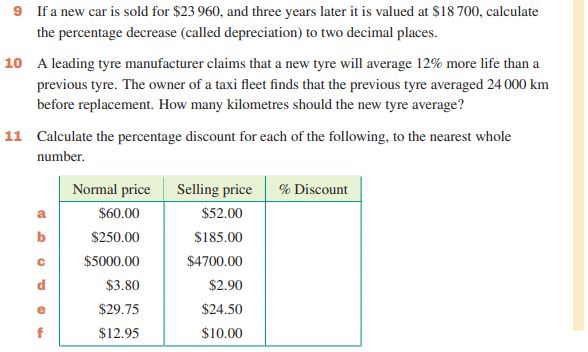 9 If a new car is sold for $23 960, and three years later it is valued at $18 700, calculate
the percentage decrease (called depreciation) to two decimal places.
10 A leading tyre manufacturer claims that a new tyre will average 12% more life than a
previous tyre. The owner of a taxi fleet finds that the previous tyre averaged 24 000 km
before replacement. How many kilometres should the new tyre average?
11 Calculate the percentage discount for each of the following, to the nearest whole
number.
Normal price Selling price % Discount
a $60.00 $52.00
b $250.00 $185.00
c $5000.00 $4700.00
d $3.80 $2.90
e $29.75 $24.50
f $12.95 $10.00